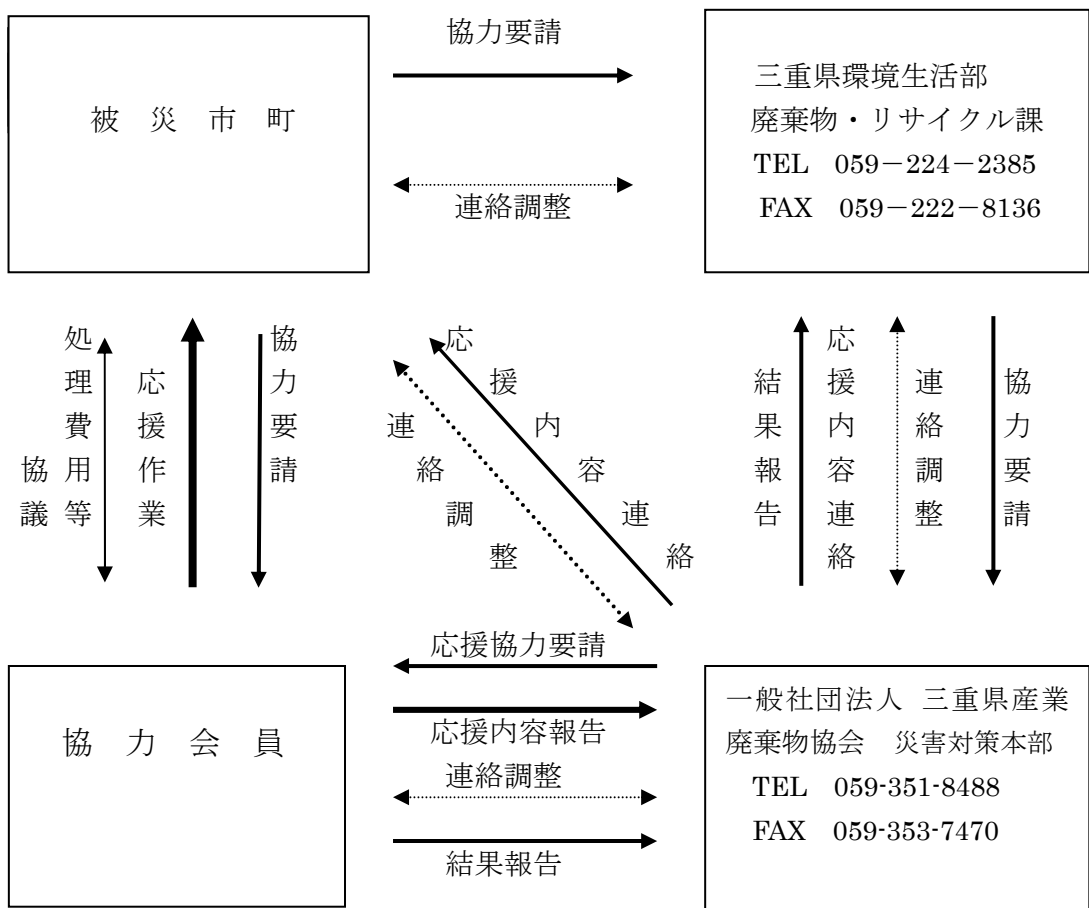 協力要請
被 災 市 町
三重県環境生活部
廃棄物・リサイクル課
TEL 059－224－2385
FAX 059－222－8136
連絡調整
処理費用等
協議
応援作業
協力要請
応援内容連絡
連絡調整
結果報告
応援内容連絡
連絡調整
協力要請
応援協力要請
応援内容報告
連絡調整
結果報告
協 力 会 員
一般社団法人 三重県産業
廃棄物協会 災害対策本部
TEL 059-351-8488
FAX 059-353-7470